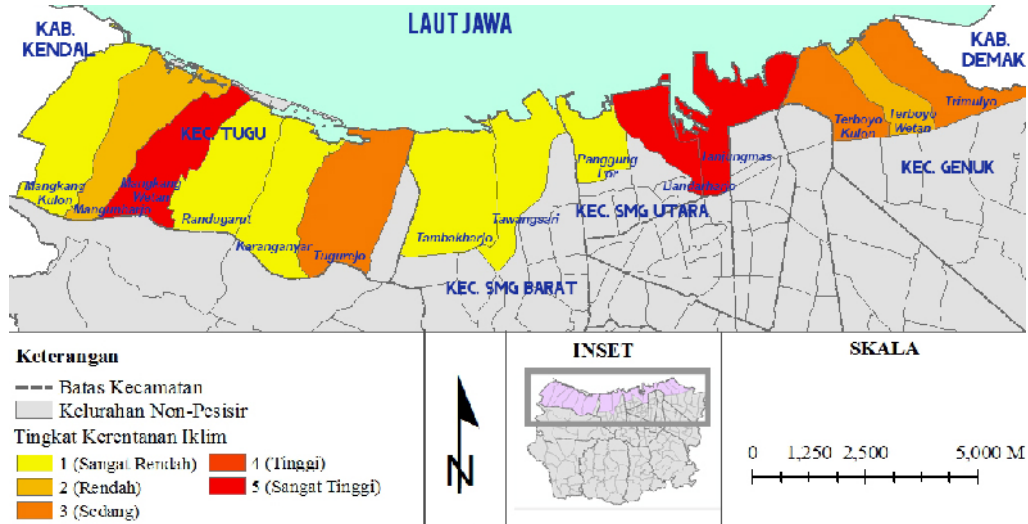 LAUT JAWA
KAB.
KENDAL
KAB.
DEMAK
KEC. TUGU
Trimulyo
Terboyo
Kulon
Terboyo
Wetan
Panggung
Lor
Tanjungmas
KEC. GENUK
Mangkang
Kulon
Mangkang
Wetan
Mangunharjo
Bandarharjo
KEC. SMG UTARA
Randugarut
Tawangsari
Karanganyar
Tambakharjo
Tugurejo
KEC. SMG BARAT
Keterangan
Batas Kecamatan
Kelurahan Non-Pesisir
Tingkat Kerentanan Iklim
1 (Sangat Rendah)
2 (Rendah)
3 (Sedang)
4 (Tinggi)
5 (Sangat Tinggi)
N
INSET
SKALA
0 1,250 2,500 5,000 M